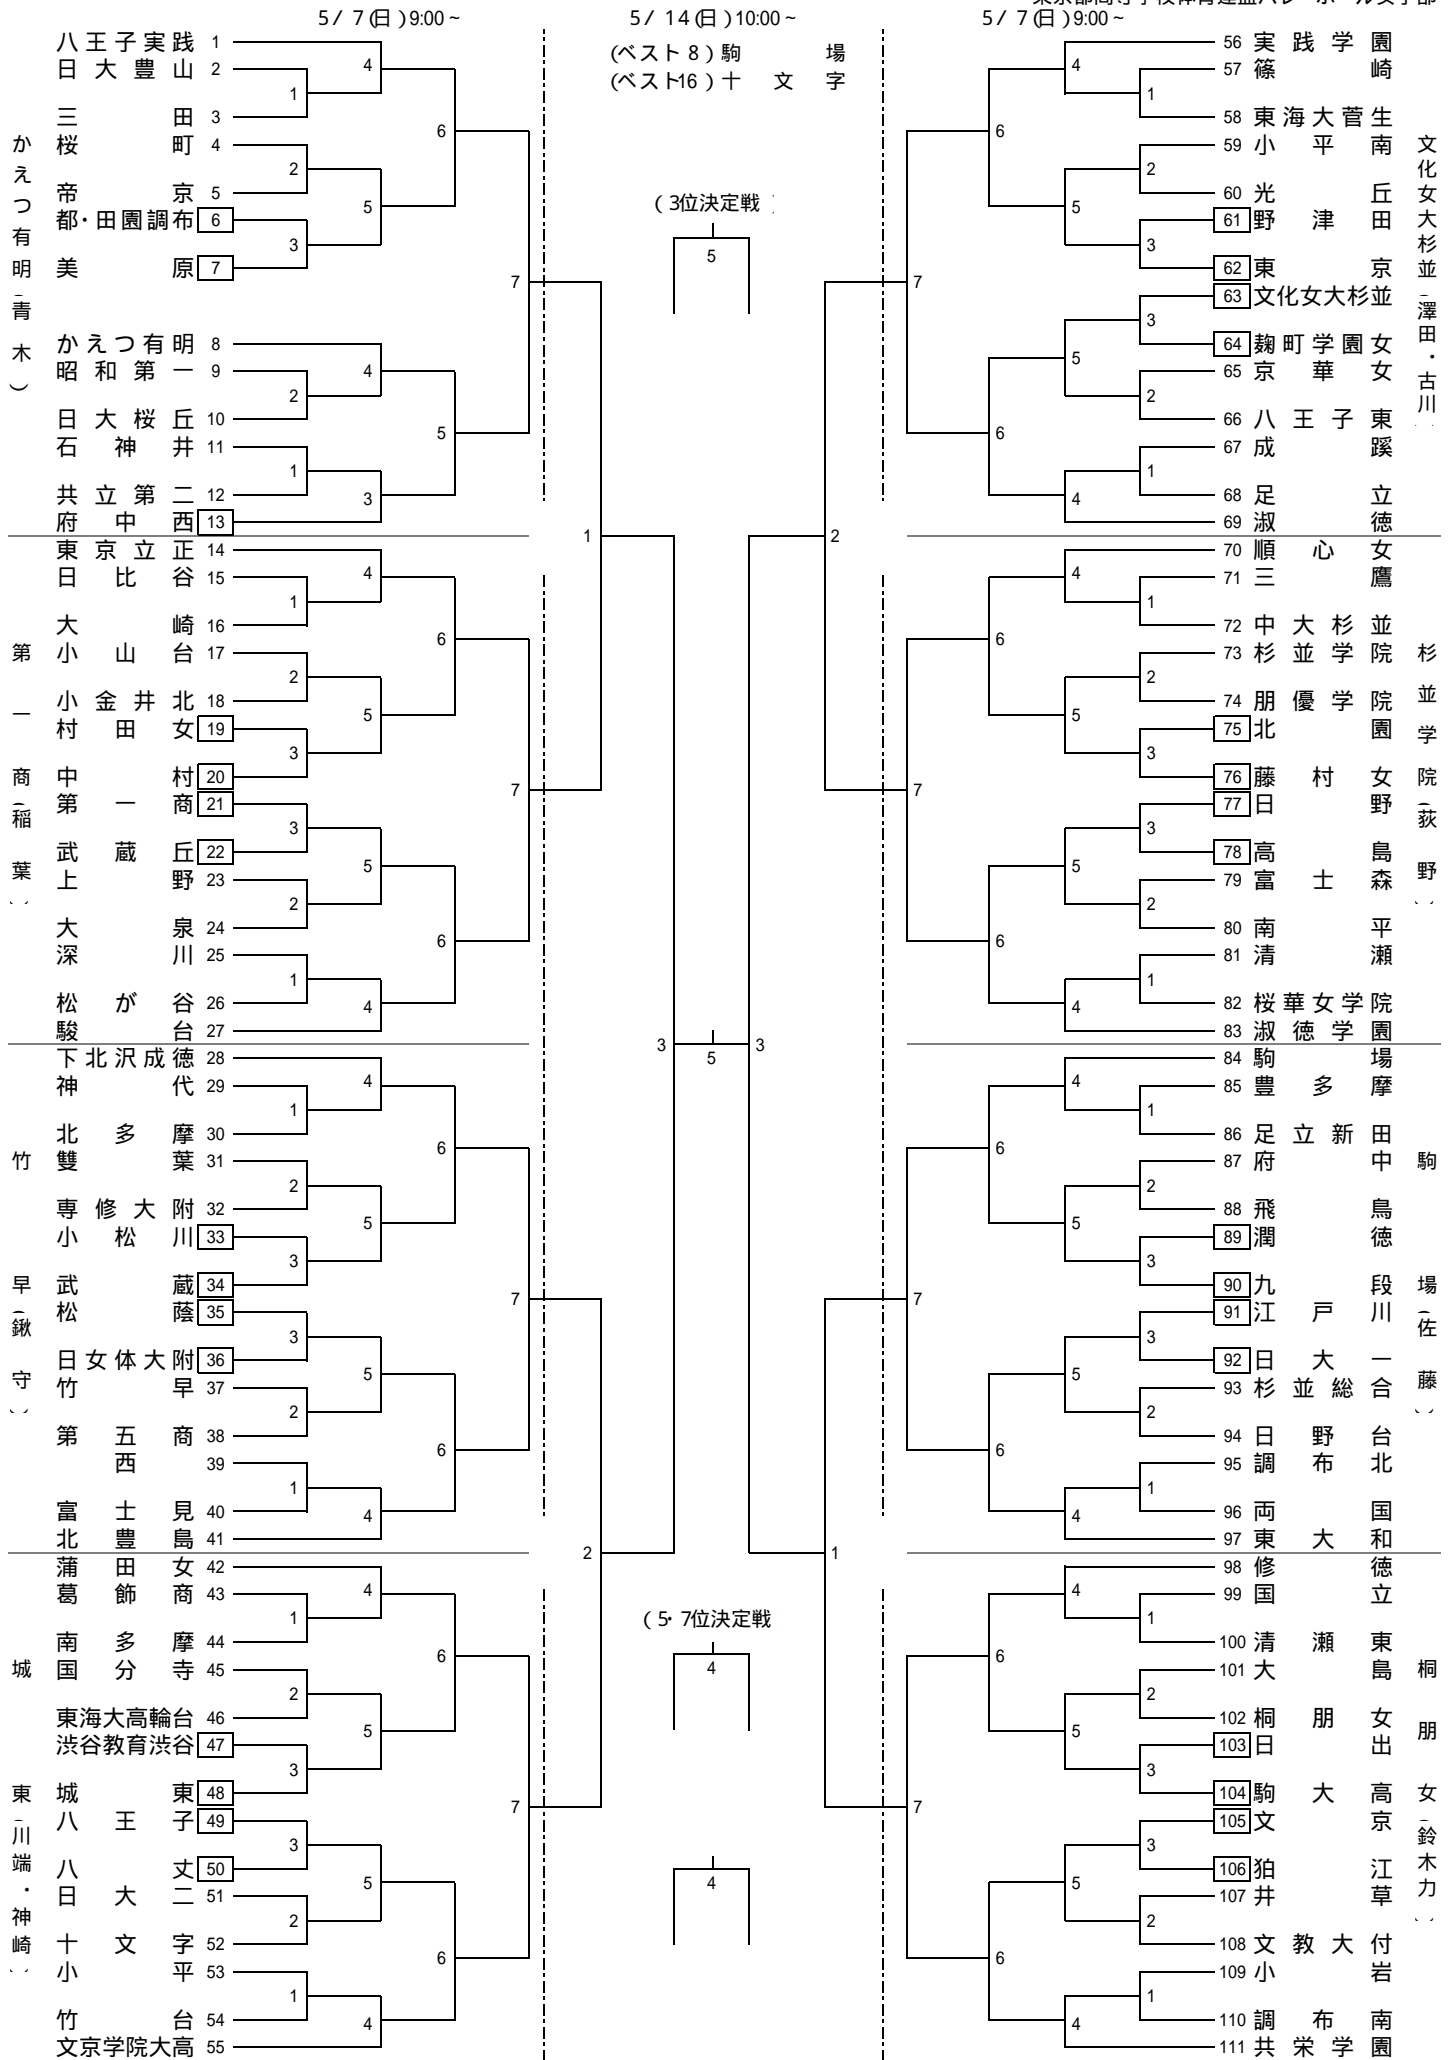 5/ 7(日)9:00~
5/ 14(日)10:00~
5/ 7(日)9:00~
(ベスト8)駒場
(ベスト16)十文字
(3位決定戦
(5・7位決定戦
かえつ有明(青木)
八王子実践 1
日大豊山 2
三田 3
桜町 4
帝京 5
都・田園調布 6
美原 7
かえつ有明 8
昭和第一 9
日大桜丘 10
石神井 11
共立第二 12
府中西 13
第一商(稲葉)
東京立正 14
日比谷 15
大崎 16
小山台 17
小金井北 18
村田女 19
中村 20
第一商 21
武蔵丘 22
上野 23
大泉 24
深川 25
松が谷 26
駿台 27
竹早(鍬守)
下北沢成徳 28
神代 29
北多摩 30
雙葉 31
専修大附 32
小松川 33
武蔵 34
松蔭 35
日女体大附 36
竹早 37
第五商 38
西 39
富士見 40
北豊島 41
城東(川端・神崎)
蒲田女 42
葛飾商 43
南多摩 44
国分寺 45
東海大高輪台 46
渋谷教育渋谷 47
城東 48
八王子 49
八丈 50
日大二 51
十文字 52
小平 53
竹台 54
文京学院大高 55
文化女大杉並(澤田・古川)
56 実践学園
57 篠崎
58 東海大菅生
59 小平南
60 光丘
61 野津田
62 東京
63 文化女大杉並
64 麹町学園女
65 京華女
66 八王子東
67 成蹊
68 足立
69 淑徳
杉並学院(荻野)
70 順心女
71 三鷹
72 中大杉並
73 杉並学院
74 朋優学院
75 北園
76 藤村女
77 日野
78 高島
79 富士森
80 南平
81 清瀬
82 桜華女学院
83 淑徳学園
駒場(佐藤)
84 駒場
85 豊多摩
86 足立新田
87 府中
88 飛鳥
89 潤徳
90 九段
91 江戸川
92 日大一
93 杉並総合
94 日野台
95 調布北
96 両国
97 東大和
桐朋女(鈴木力)
98 修徳
99 国立
100 清瀬東
101 大島
102 桐朋女
103 日出
104 駒大高
105 文京
106 狛江
107 井草
108 文教大付
109 小岩
110 調布南
111 共栄学園